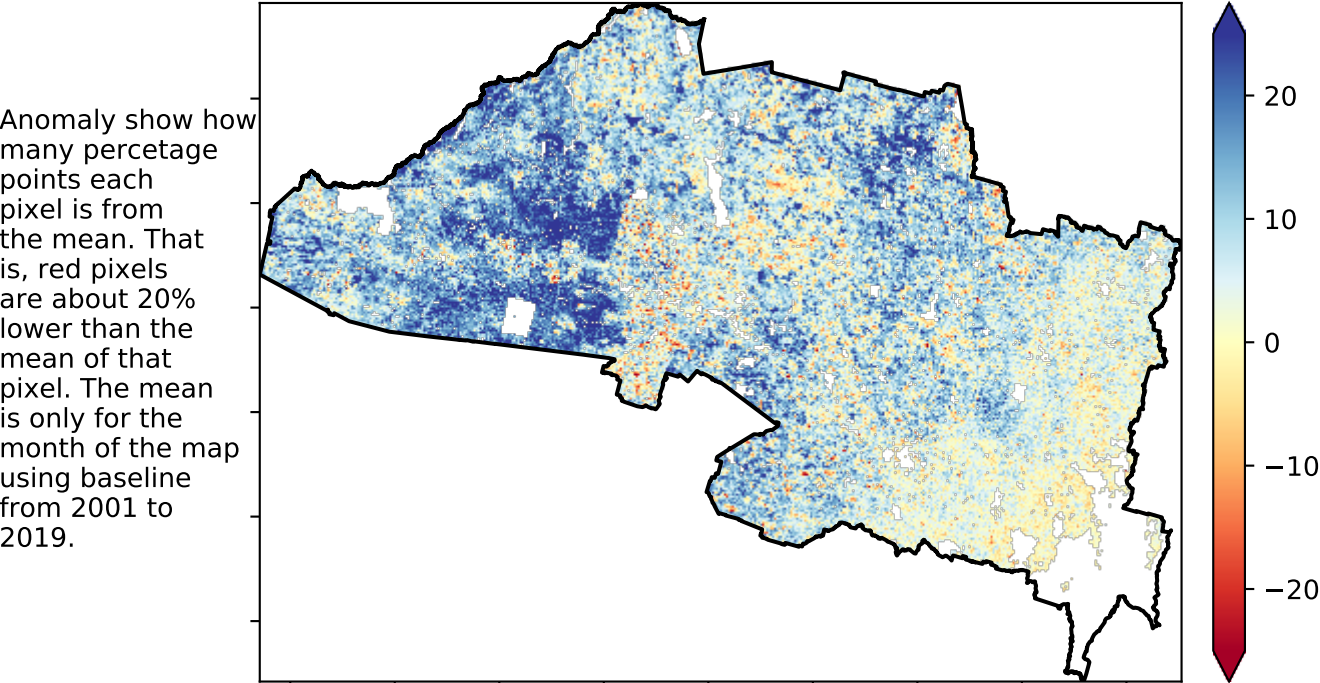 Anomaly show how
many percetage
points each
pixel is from
the mean. That
is, red pixels
are about 20%
lower than the
mean of that
pixel. The mean
is only for the
month of the map
using baseline
from 2001 to
2019.
20
10
0
−10
−20